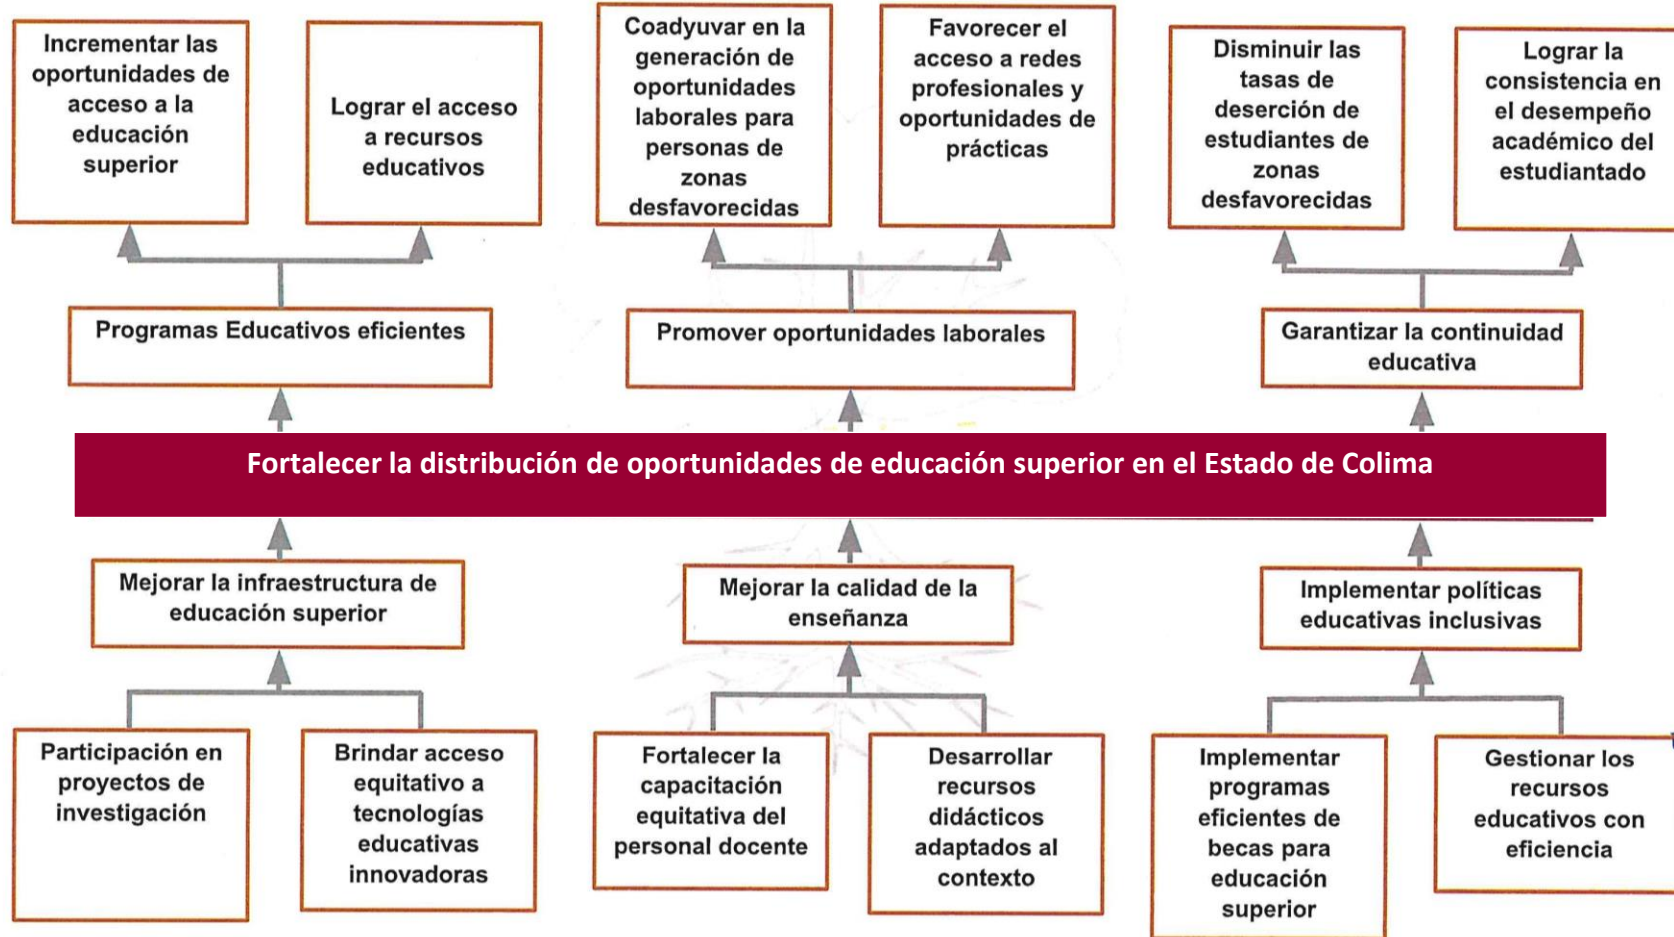 Incrementar las
oportunidades de
acceso a la
educación
superior
Lograr el acceso
a recursos
educativos
Coadyuvar en la
generación de
oportunidades
laborales para
personas de
zonas
desfavorecidas
Favorecer el
acceso a redes
profesionales y
oportunidades de
prácticas
Disminuir las
tasas de
deserción de
estudiantes de
zonas
desfavorecidas
Lograr la
consistencia en
el desempeño
académico del
estudiantado
Programas Educativos eficientes
Promover oportunidades laborales
Garantizar la continuidad
educativa
Fortalecer la distribución de oportunidades de educación superior en el Estado de Colima
Mejorar la infraestructura de
educación superior
Mejorar la calidad de la
enseñanza
Implementar políticas
educativas inclusivas
Participación en
proyectos de
investigación
Brindar acceso
equitativo a
tecnologías
educativas
innovadoras
Fortalecer la
capacitación
equitativa del
personal docente
Desarrollar
recursos
didácticos
adaptados al
contexto
Implementar
programas
eficientes de
becas para
educación
superior
Gestionar los
recursos
educativos con
eficiencia